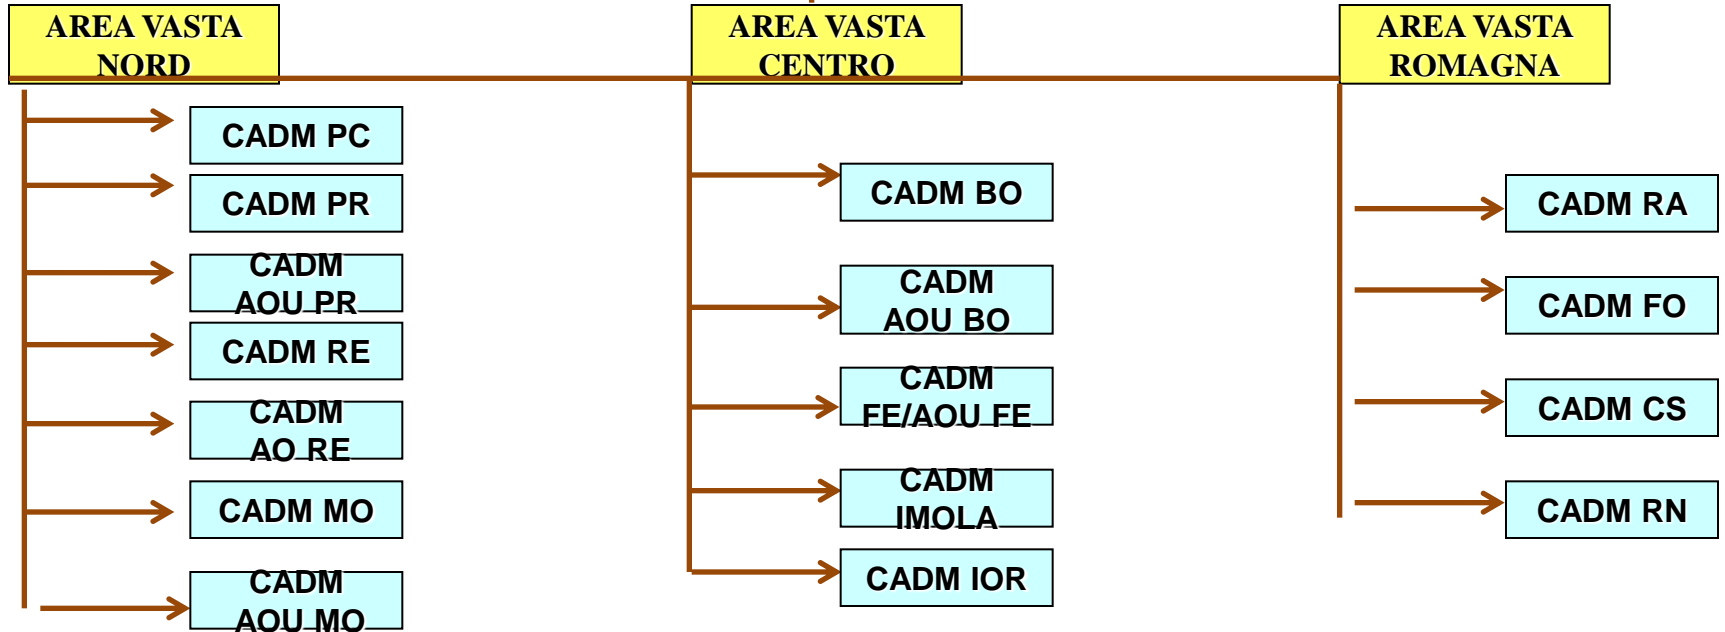 AREA VASTA
NORD
CADM PC
CADM PR
CADM
AOU PR
CADM RE
CADM
AO RE
CADM MO
CADM
AOU MO
AREA VASTA
CENTRO
CADM BO
CADM
AOU BO
CADM
FE/AOU FE
CADM
IMOLA
CADM IOR
AREA VASTA
ROMAGNA
CADM RA
CADM FO
CADM CS
CADM RN